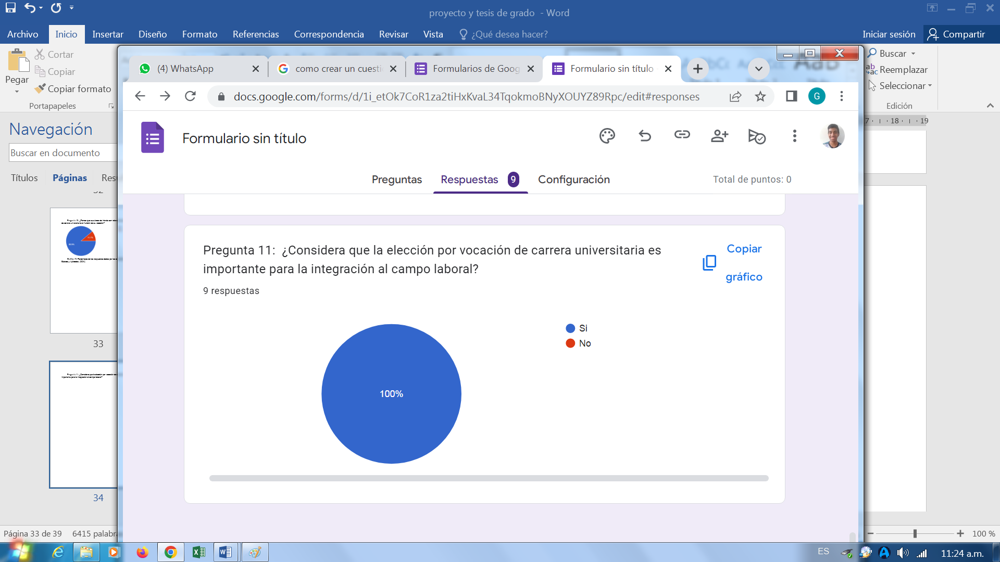 proyecto y tesis de grado - Word
Archivo Inicio Insertar Diseño Formato Referencias Correspondencia Revisar Vista ¿Qué desea hacer? Iniciar sesión Compartir
Pegar
Cortar
Copiar
Copiar formato
Portapapeles
Buscar
Reemplazar
Seleccionar
Edición
(4) WhatsApp
como crear un cuesti
Formularios de Goog
Formulario sin título
docs.google.com/forms/d/1i_etOk7CoR1za2tiHxKvaL34TqokmoBNyXOUYZ89Rpc/edit#responses
G
7 18 19
Navegación
Buscar en documento
Títulos Páginas Res
33
34
Formulario sin título
Preguntas Respuestas 9 Configuración Total de puntos: 0
Pregunta 11: ¿Considera que la elección por vocación de carrera universitaria es
importante para la integración al campo laboral?
9 respuestas
Copiar
gráfico
Si
No
100%
Página 33 de 39 6415 palabra
100 %
ES
11:24 a.m.